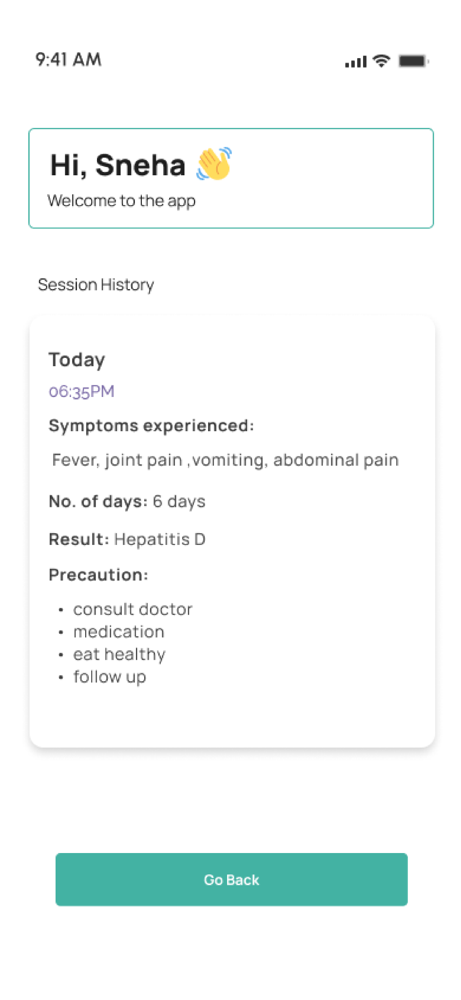 9:41 AM
Hi, Sneha 👋
Welcome to the app
Session History
Today
06:35PM
Symptoms experienced:
Fever, joint pain ,vomiting, abdominal pain
No. of days: 6 days
Result: Hepatitis D
Precaution:
• consult doctor
• medication
• eat healthy
• follow up
Go Back